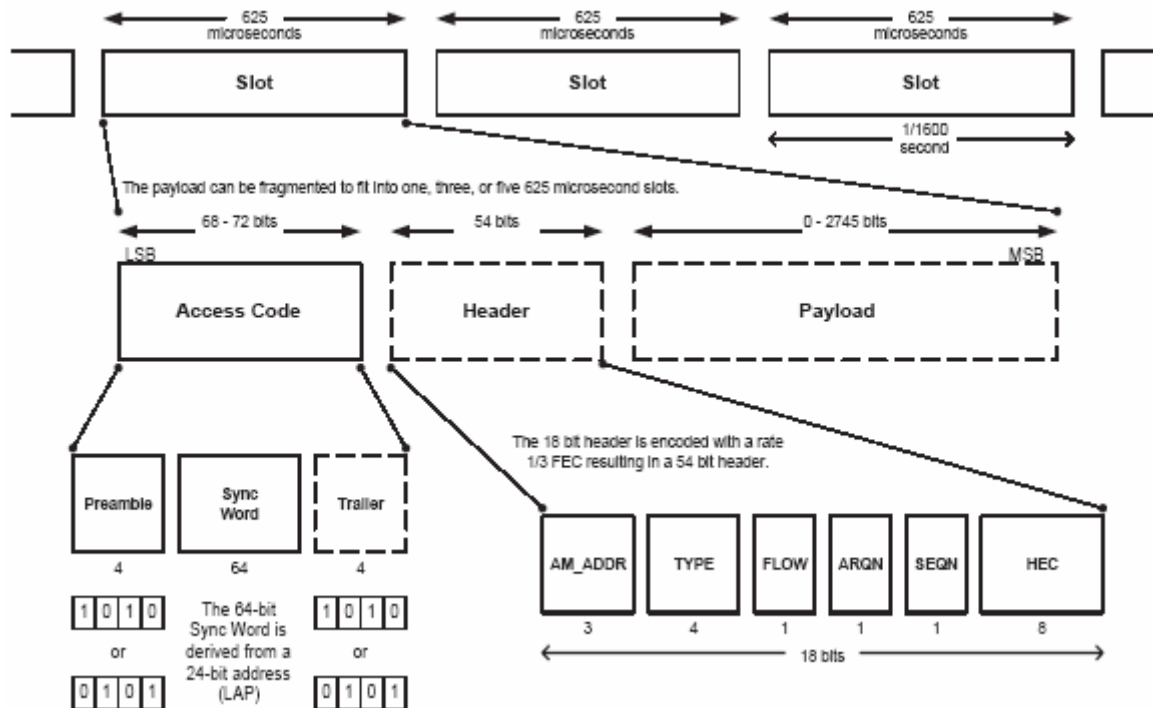 625
microseconds
625
microseconds
625
microseconds
Slot
Slot
Slot
1/1600
second
The payload can be fragmented to fit into one, three, or five 625 microsecond slots.
68 - 72 bits
54 bits
0 - 2745 bits
LSB
MSB
Access Code
Header
Payload
The 18 bit header is encoded with a rate
1/3 FEC resulting in a 54 bit header.
Preamble
Sync
Word
Trailer
4
64
4
AM_ADDR
TYPE
FLOW
ARQN
SEQN
HEC
3
4
1
1
1
8
18 bits
1 0 1 0
or
0 1 0 1
The 64-bit
Sync Word is
derived from a
24-bit address
(LAP)
1 0 1 0
or
0 1 0 1